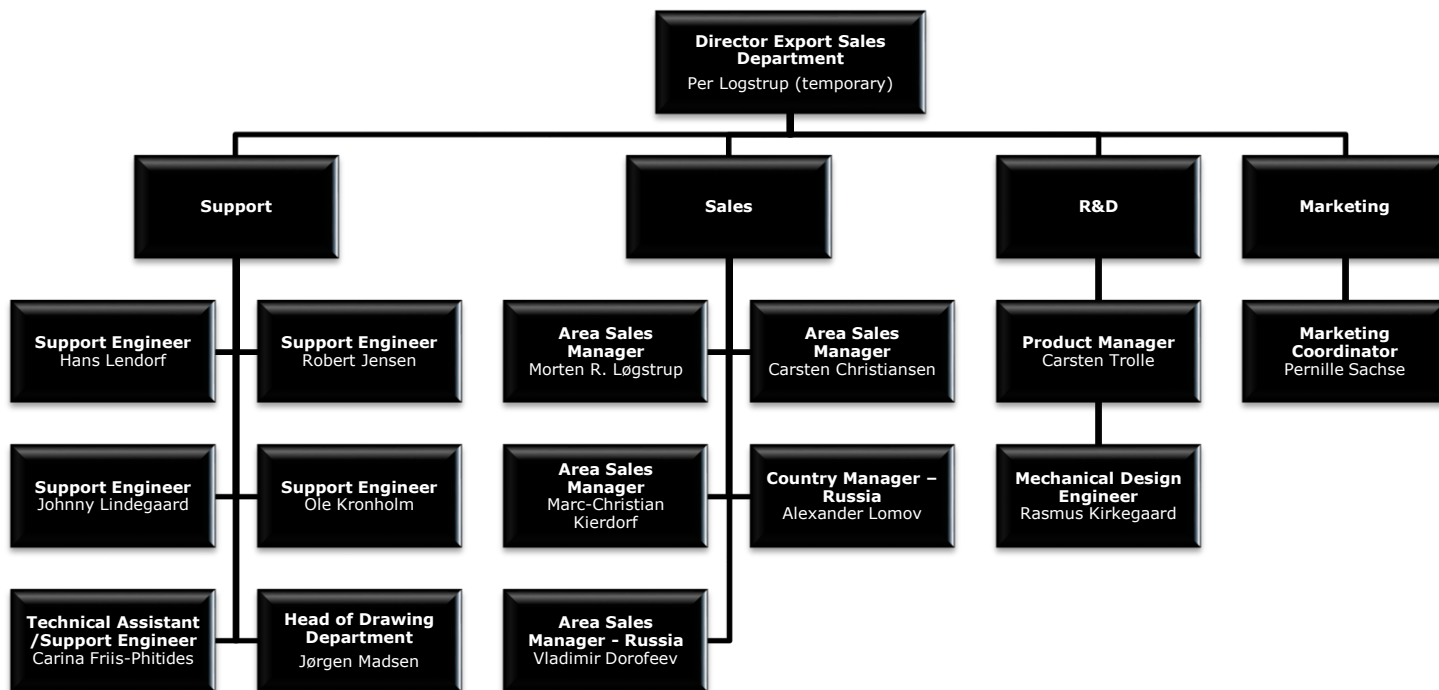 Director Export Sales
Department
Per Logstrup (temporary)
Support
Sales
R&D
Marketing
Support Engineer
Hans Lendorf
Support Engineer
Robert Jensen
Area Sales
Manager
Morten R. Løgstrup
Area Sales
Manager
Carsten Christiansen
Product Manager
Carsten Trolle
Marketing
Coordinator
Pernille Sachse
Support Engineer
Johnny Lindegaard
Support Engineer
Ole Kronholm
Area Sales
Manager
Marc-Christian
Kierdorf
Country Manager –
Russia
Alexander Lomov
Mechanical Design
Engineer
Rasmus Kirkegaard
Technical Assistant
/Support Engineer
Carina Friis-Phitides
Head of Drawing
Department
Jørgen Madsen
Area Sales
Manager - Russia
Vladimir Dorofeev